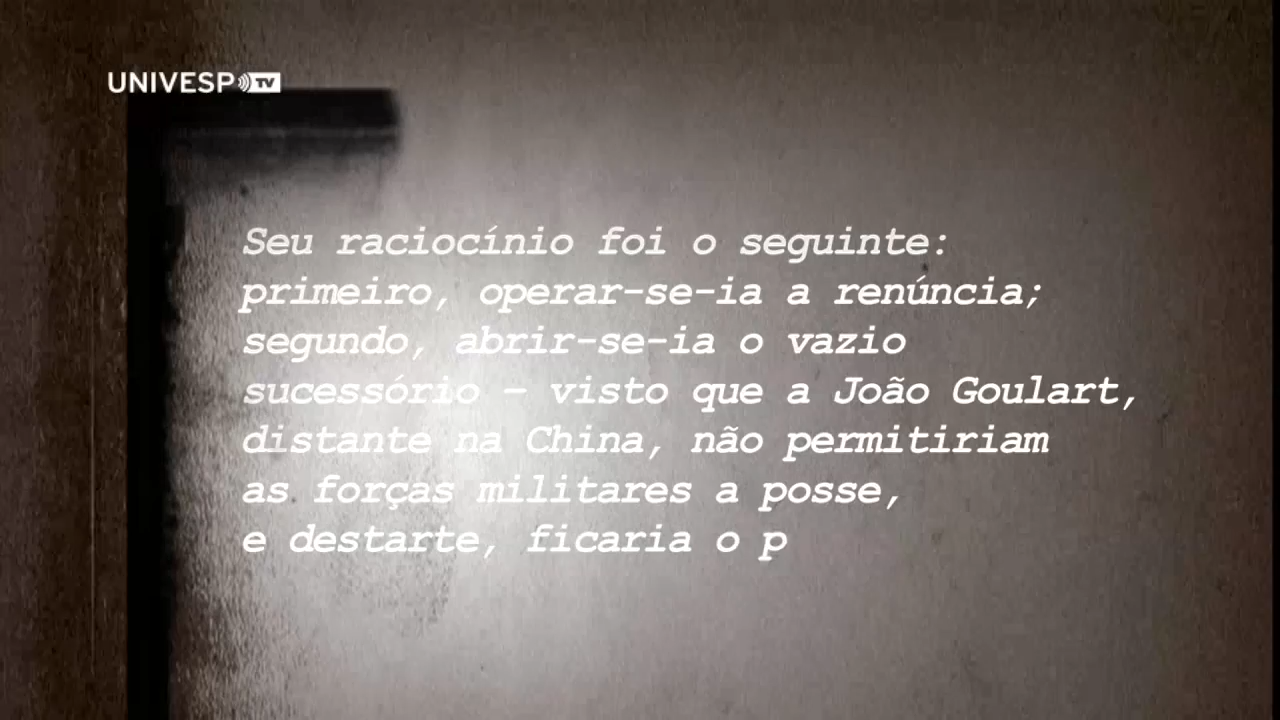 UNIVESP TV
Seu raciocínio foi o seguinte:
primeiro, operar-se-ia a renúncia;
segundo, abrir-se-ia o vazio
sucessório – visto que a João Goulart,
distante na China, não permitiriam
as forças militares a posse,
e destarte, ficaria o p